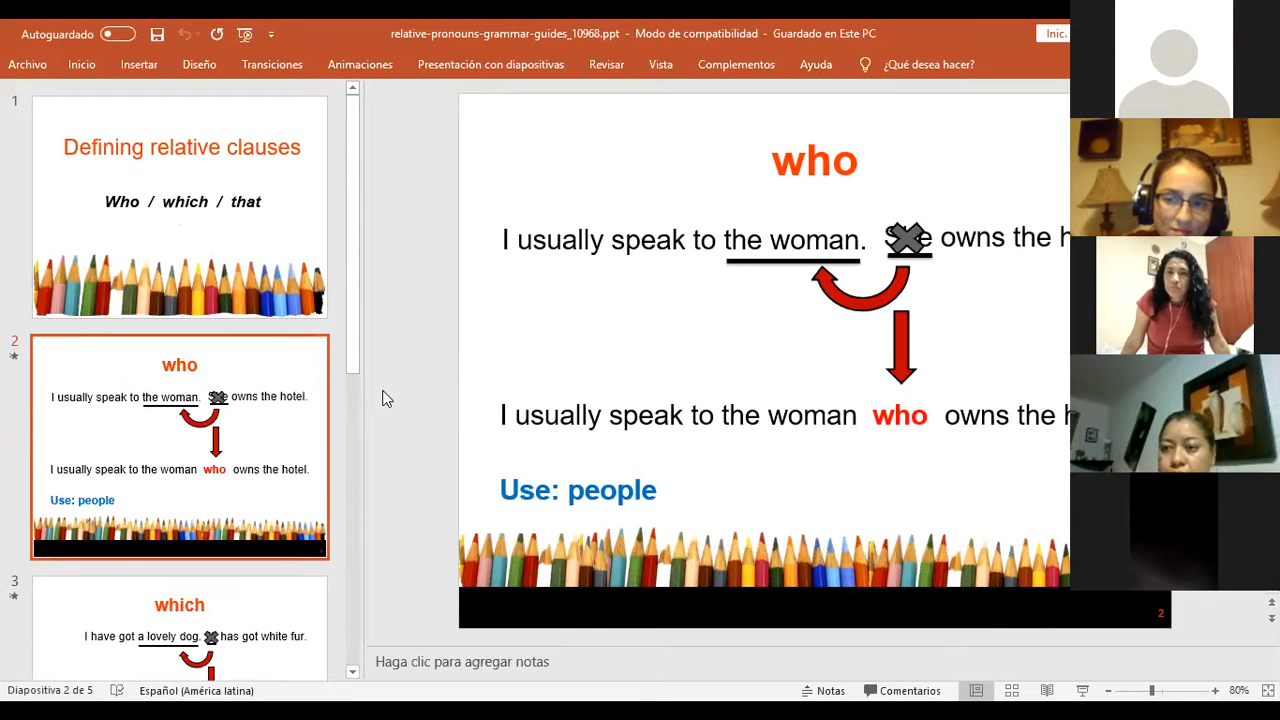 Autoguardado
relative-pronouns-grammar-guides_10968.ppt - Modo de compatibilidad - Guardado en Este PC
Inic.
Archivo Inicio Insertar Diseño Transiciones Animaciones Presentación con diapositivas Revisar Vista Complementos Ayuda ¿Qué desea hacer?
1
Defining relative clauses
Who / which / that
2
who
I usually speak to the woman. owns the hotel.
I usually speak to the woman who owns the hotel.
Use: people
3
which
I have got a lovely dog. has got white fur.
who
I usually speak to the woman. owns the h
I usually speak to the woman who owns the h
Use: people
2
Haga clic para agregar notas
Diapositiva 2 de 5 Español (América latina) Notas Comentarios 80%